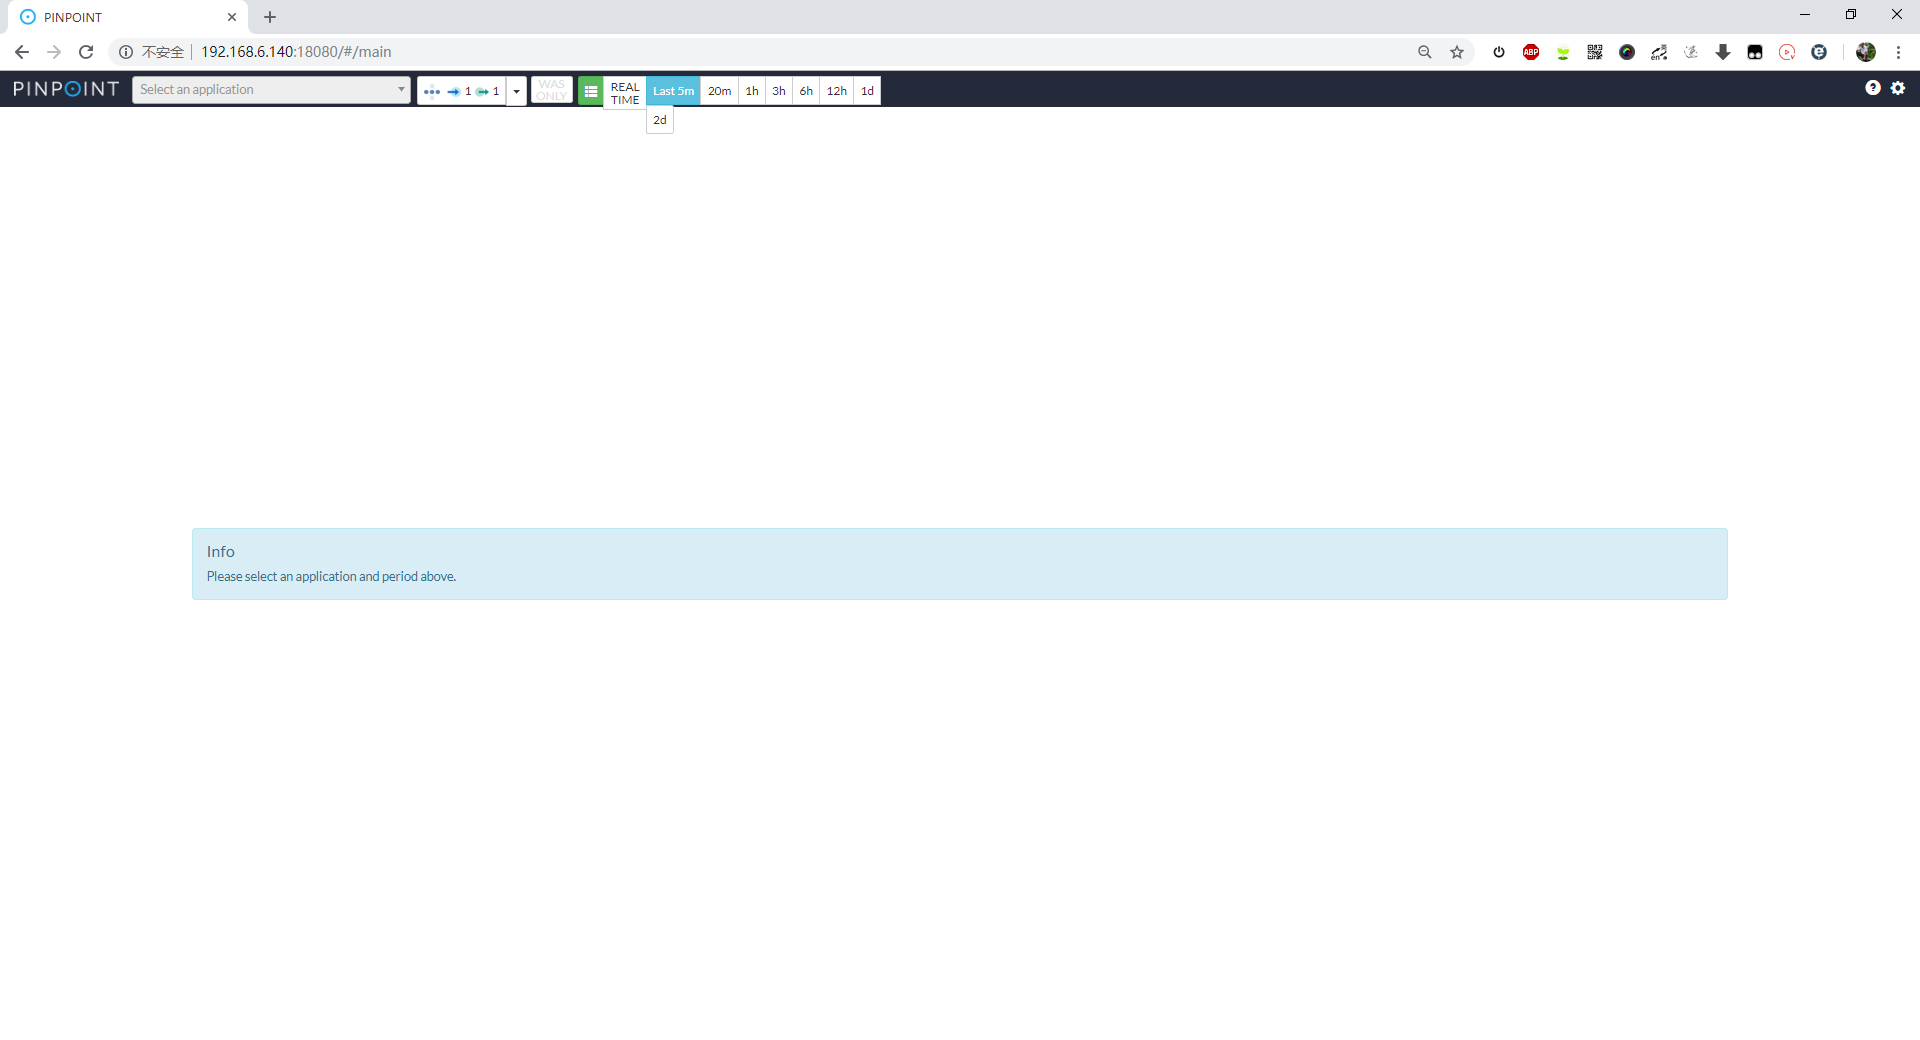 PINPOINT
不安全
192.168.6.140:18080/#/main
ABP
en
PINPOINT
Select an application
1
1
WAS
ONLY
REAL
TIME
Last 5m
20m
1h
3h
6h
12h
1d
2d
Info
Please select an application and period above.